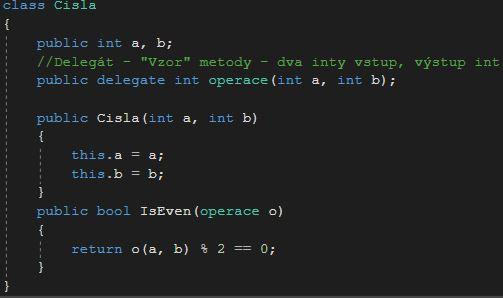 class Cisla
{
    public int a, b;
    //Delegát - "Vzor" metody - dva inty vstup, výstup int
    public delegate int operace(int a, int b);

    public Cisla(int a, int b)
    {
        this.a = a;
        this.b = b;
    }
    public bool IsEven(operace o)
    {
        return o(a, b) % 2 == 0;
    }
}